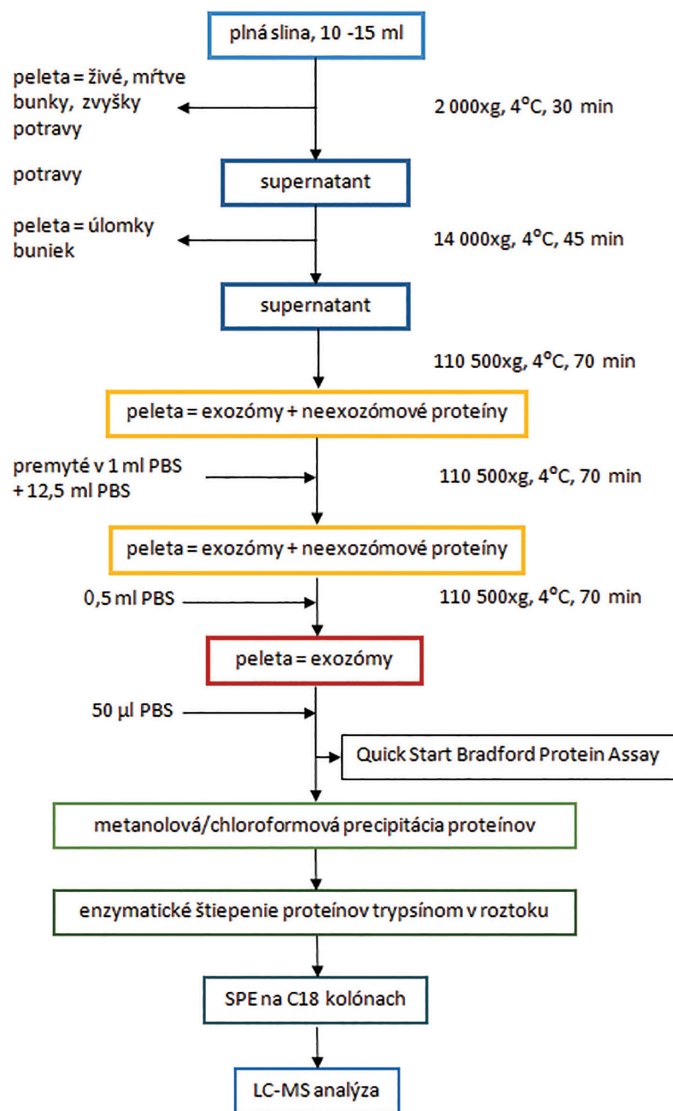 plná slina, 10 -15 ml
peleta = živé, mŕtve
bunky, zvyšky
potravy
2 000xg, 4°C, 30 min
potravy
supernatant
peleta = úlomky
buniek
14 000xg, 4°C, 45 min
supernatant
110 500xg, 4°C, 70 min
peleta = exozómy + neexozómové proteíny
premyté v 1 ml PBS
+ 12,5 ml PBS
110 500xg, 4°C, 70 min
peleta = exozómy + neexozómové proteíny
0,5 ml PBS
110 500xg, 4°C, 70 min
peleta = exozómy
50 µl PBS
Quick Start Bradford Protein Assay
metanolová/chloroformová precipitácia proteínov
enzymatické štiepenie proteínov trypsínom v roztoku
SPE na C18 kolónach
LC-MS analýza